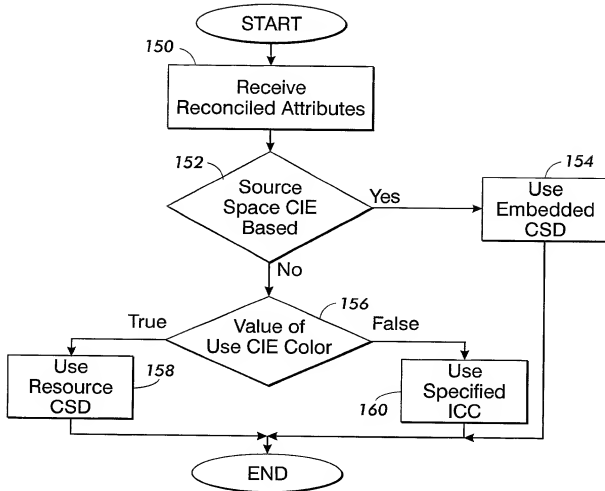 START
150
Receive
Reconciled Attributes
152
Source
Space CIE
Based
Yes
154
Use
Embedded
CSD
No
156
True
Value of
Use CIE Color
False
Use
Resource
CSD
158
Use
Specified
ICC
160
END